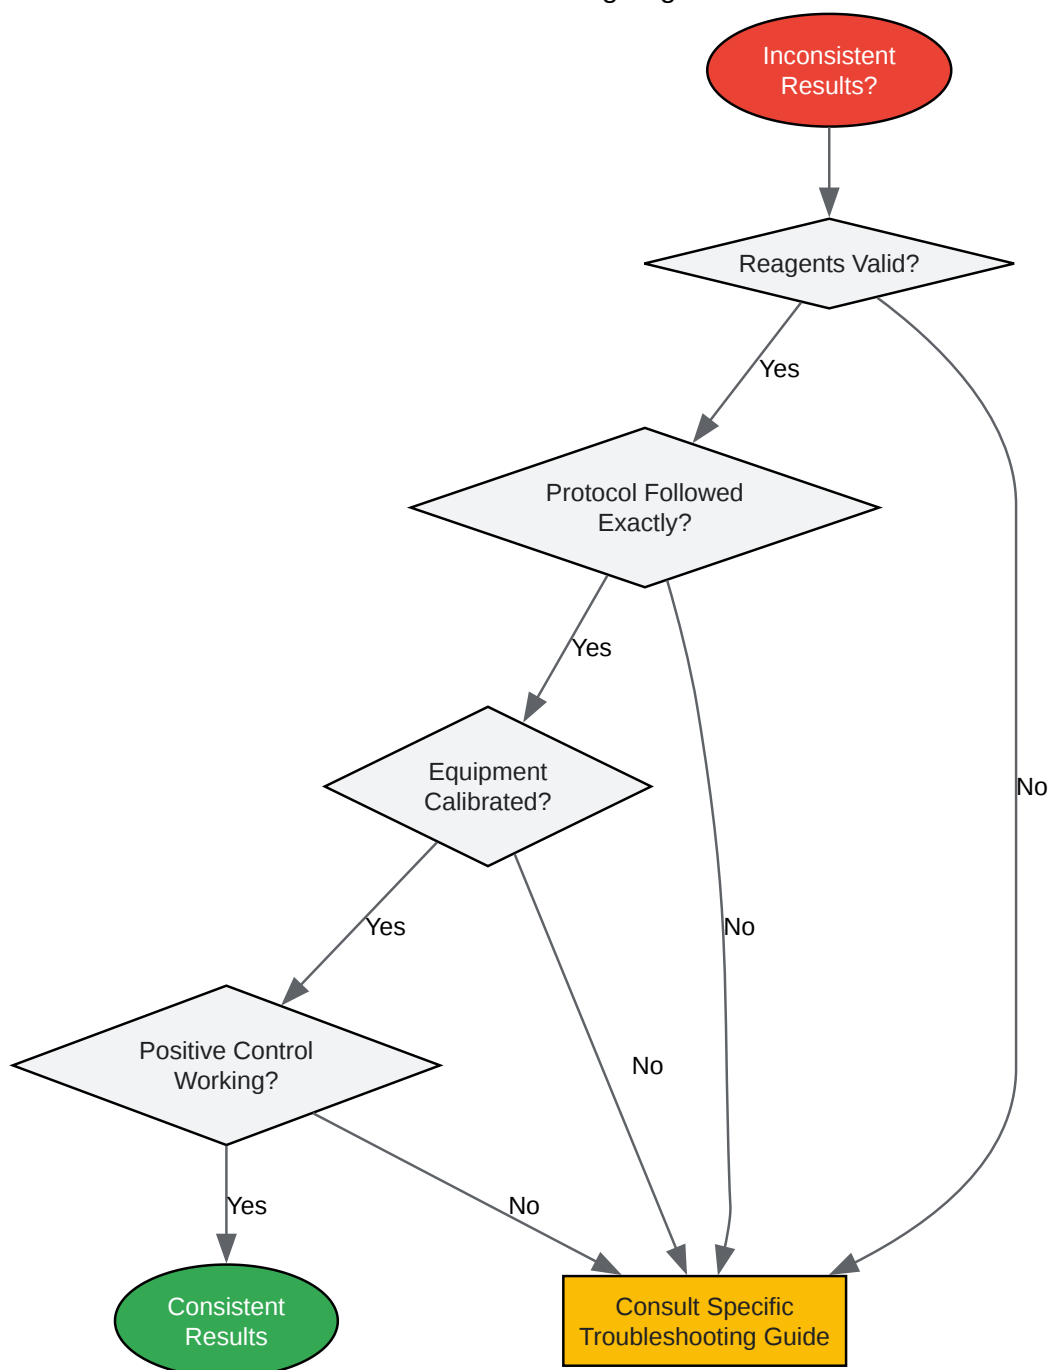 Inconsistent
Results?
Reagents Valid?
Yes
Protocol Followed
Exactly?
Yes
Equipment
Calibrated?
No
Yes
No
Positive Control
Working?
No
Yes
No
Consistent
Results
Consult Specific
Troubleshooting Guide